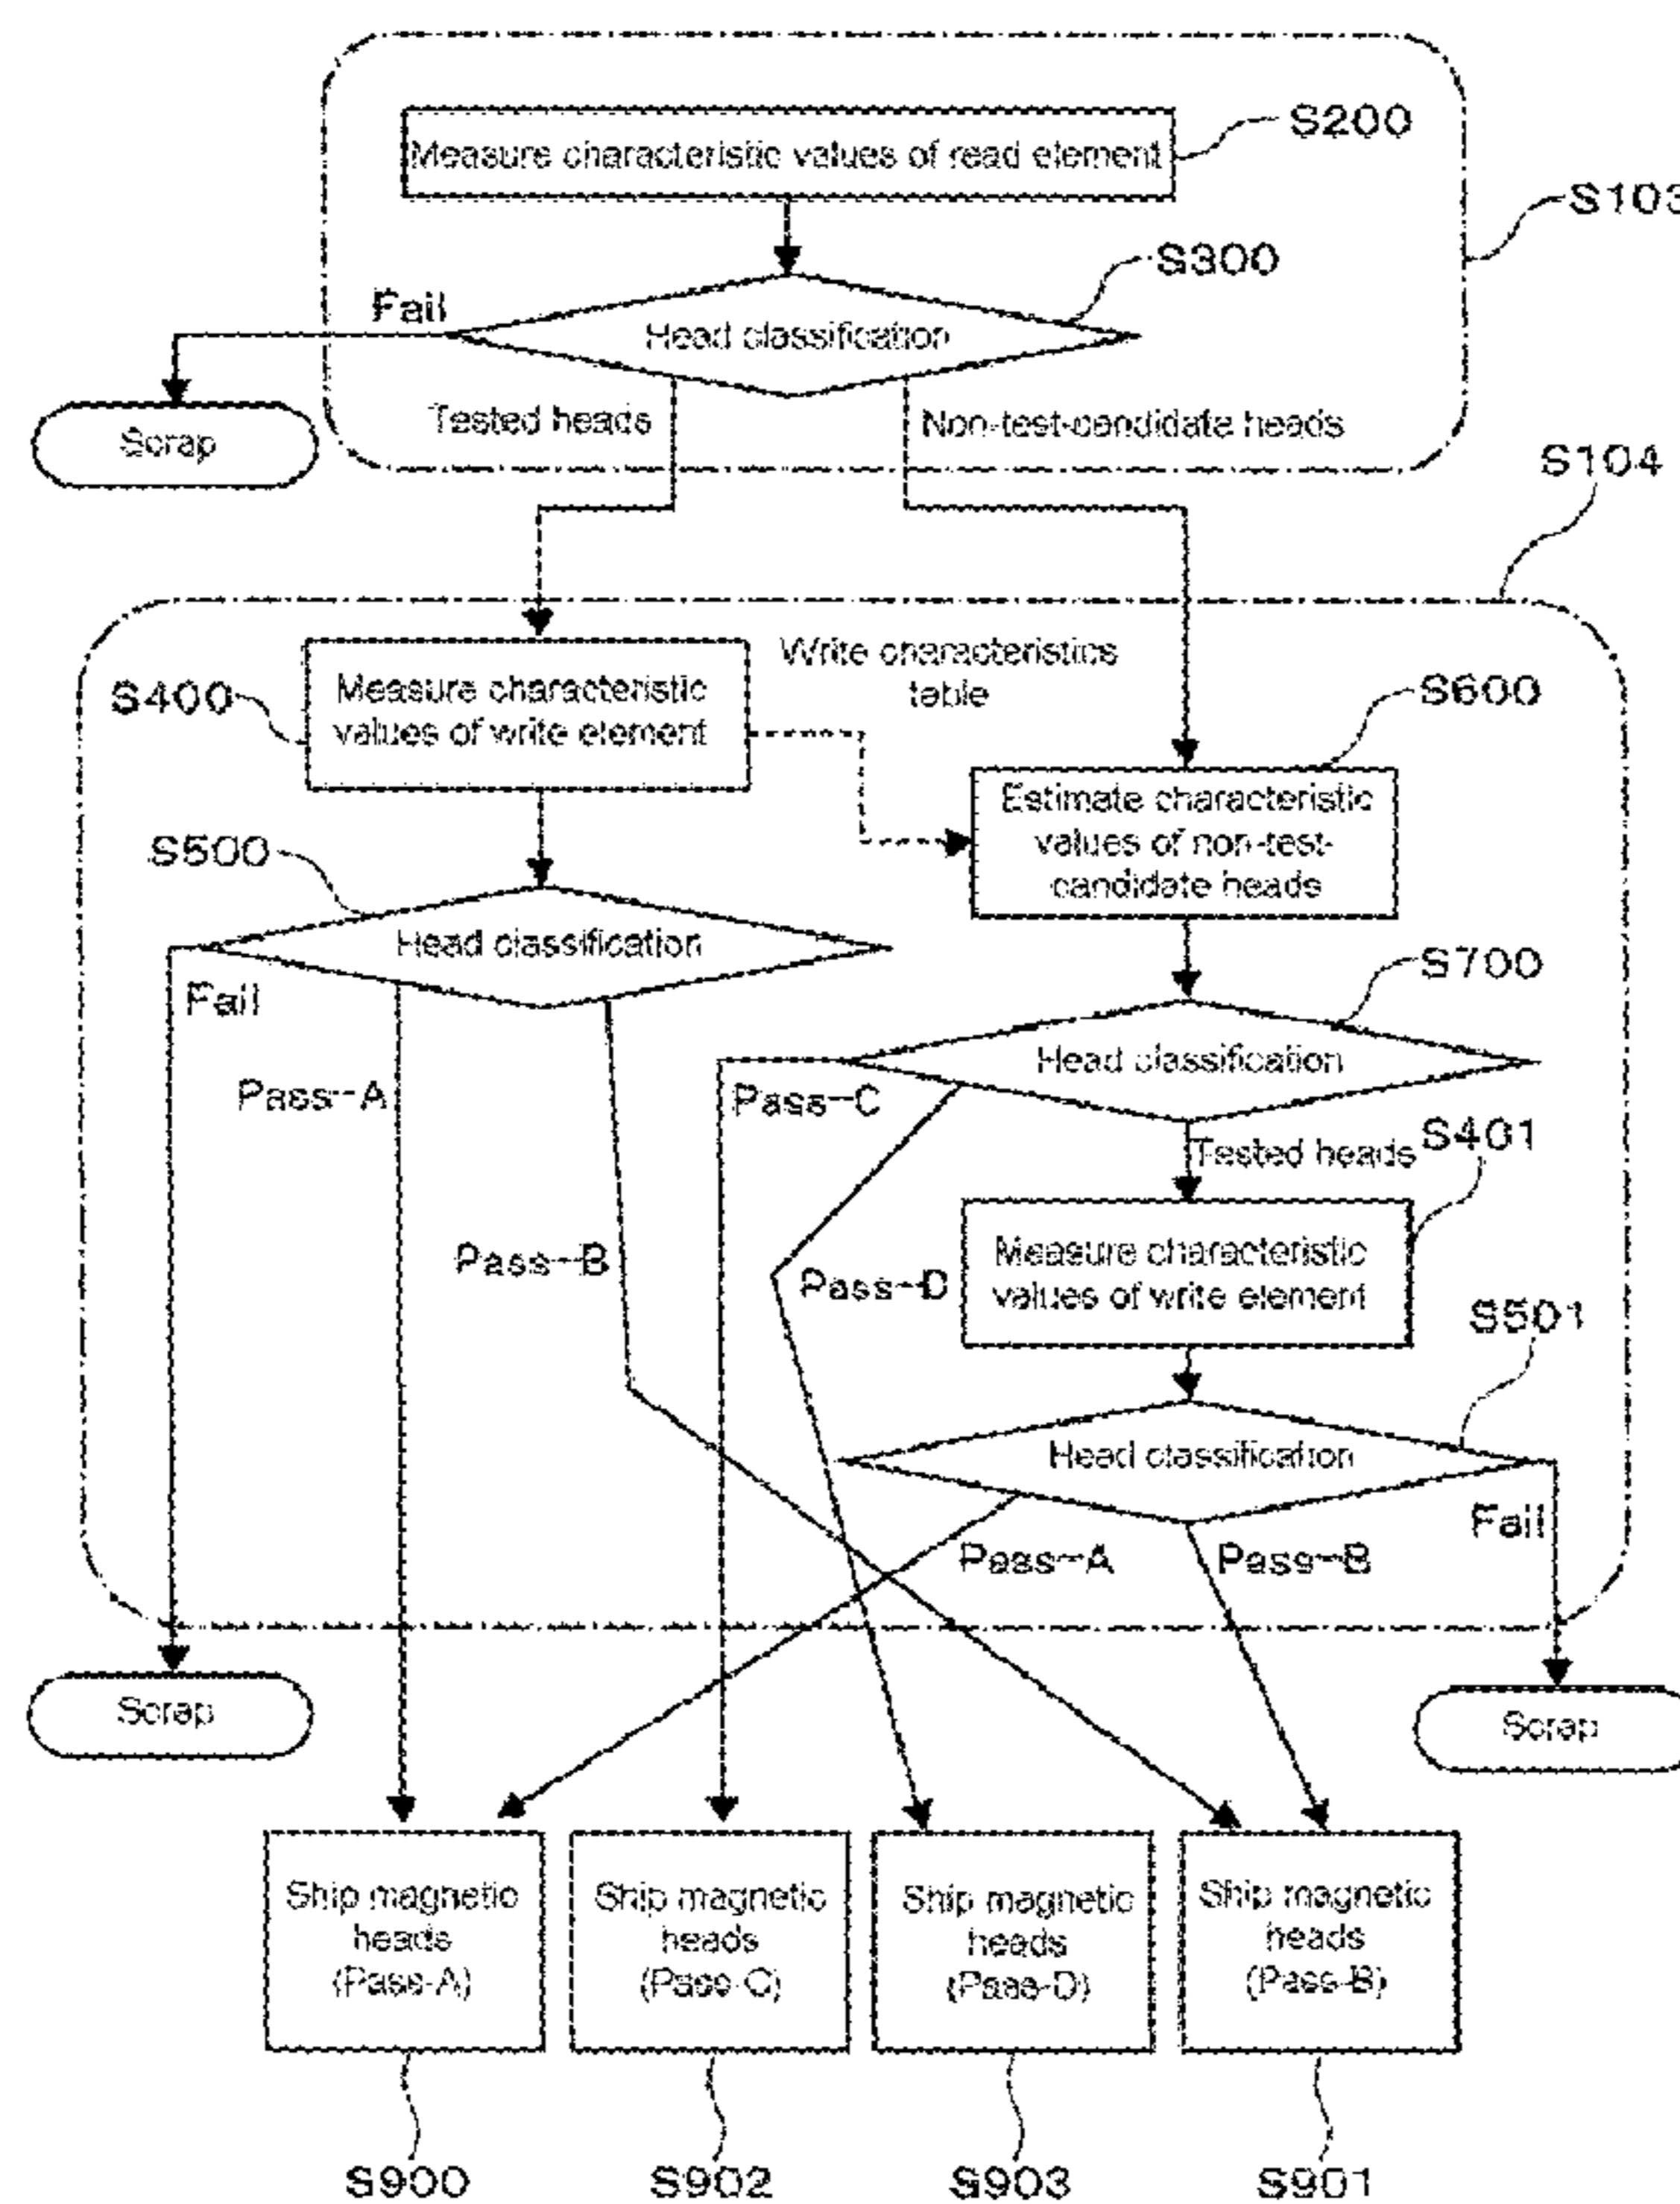 S200
Measure characteristic values of read element
S103
S300
Fail
Head classification
Scrap
Tested heads
Non-test-candidate heads
S104
Write characteristics
table
S400
Measure characteristic
values of write element
S600
Estimate characteristic
values of non-test-
candidate heads
S500
Head classification
Fail
S700
Head classification
Pass-A
Pass-C
Tested heads
S401
Pass-B
Pass-D
Measure characteristic
values of write element
S501
Head classification
Fail
Pass-A
Pass-B
Scrap
Scrap
Ship magnetic
heads
(Pass-A)
Ship magnetic
heads
(Pass-C)
Ship magnetic
heads
(Pass-D)
Ship magnetic
heads
(Pass-B)
S900
S902
S903
S901